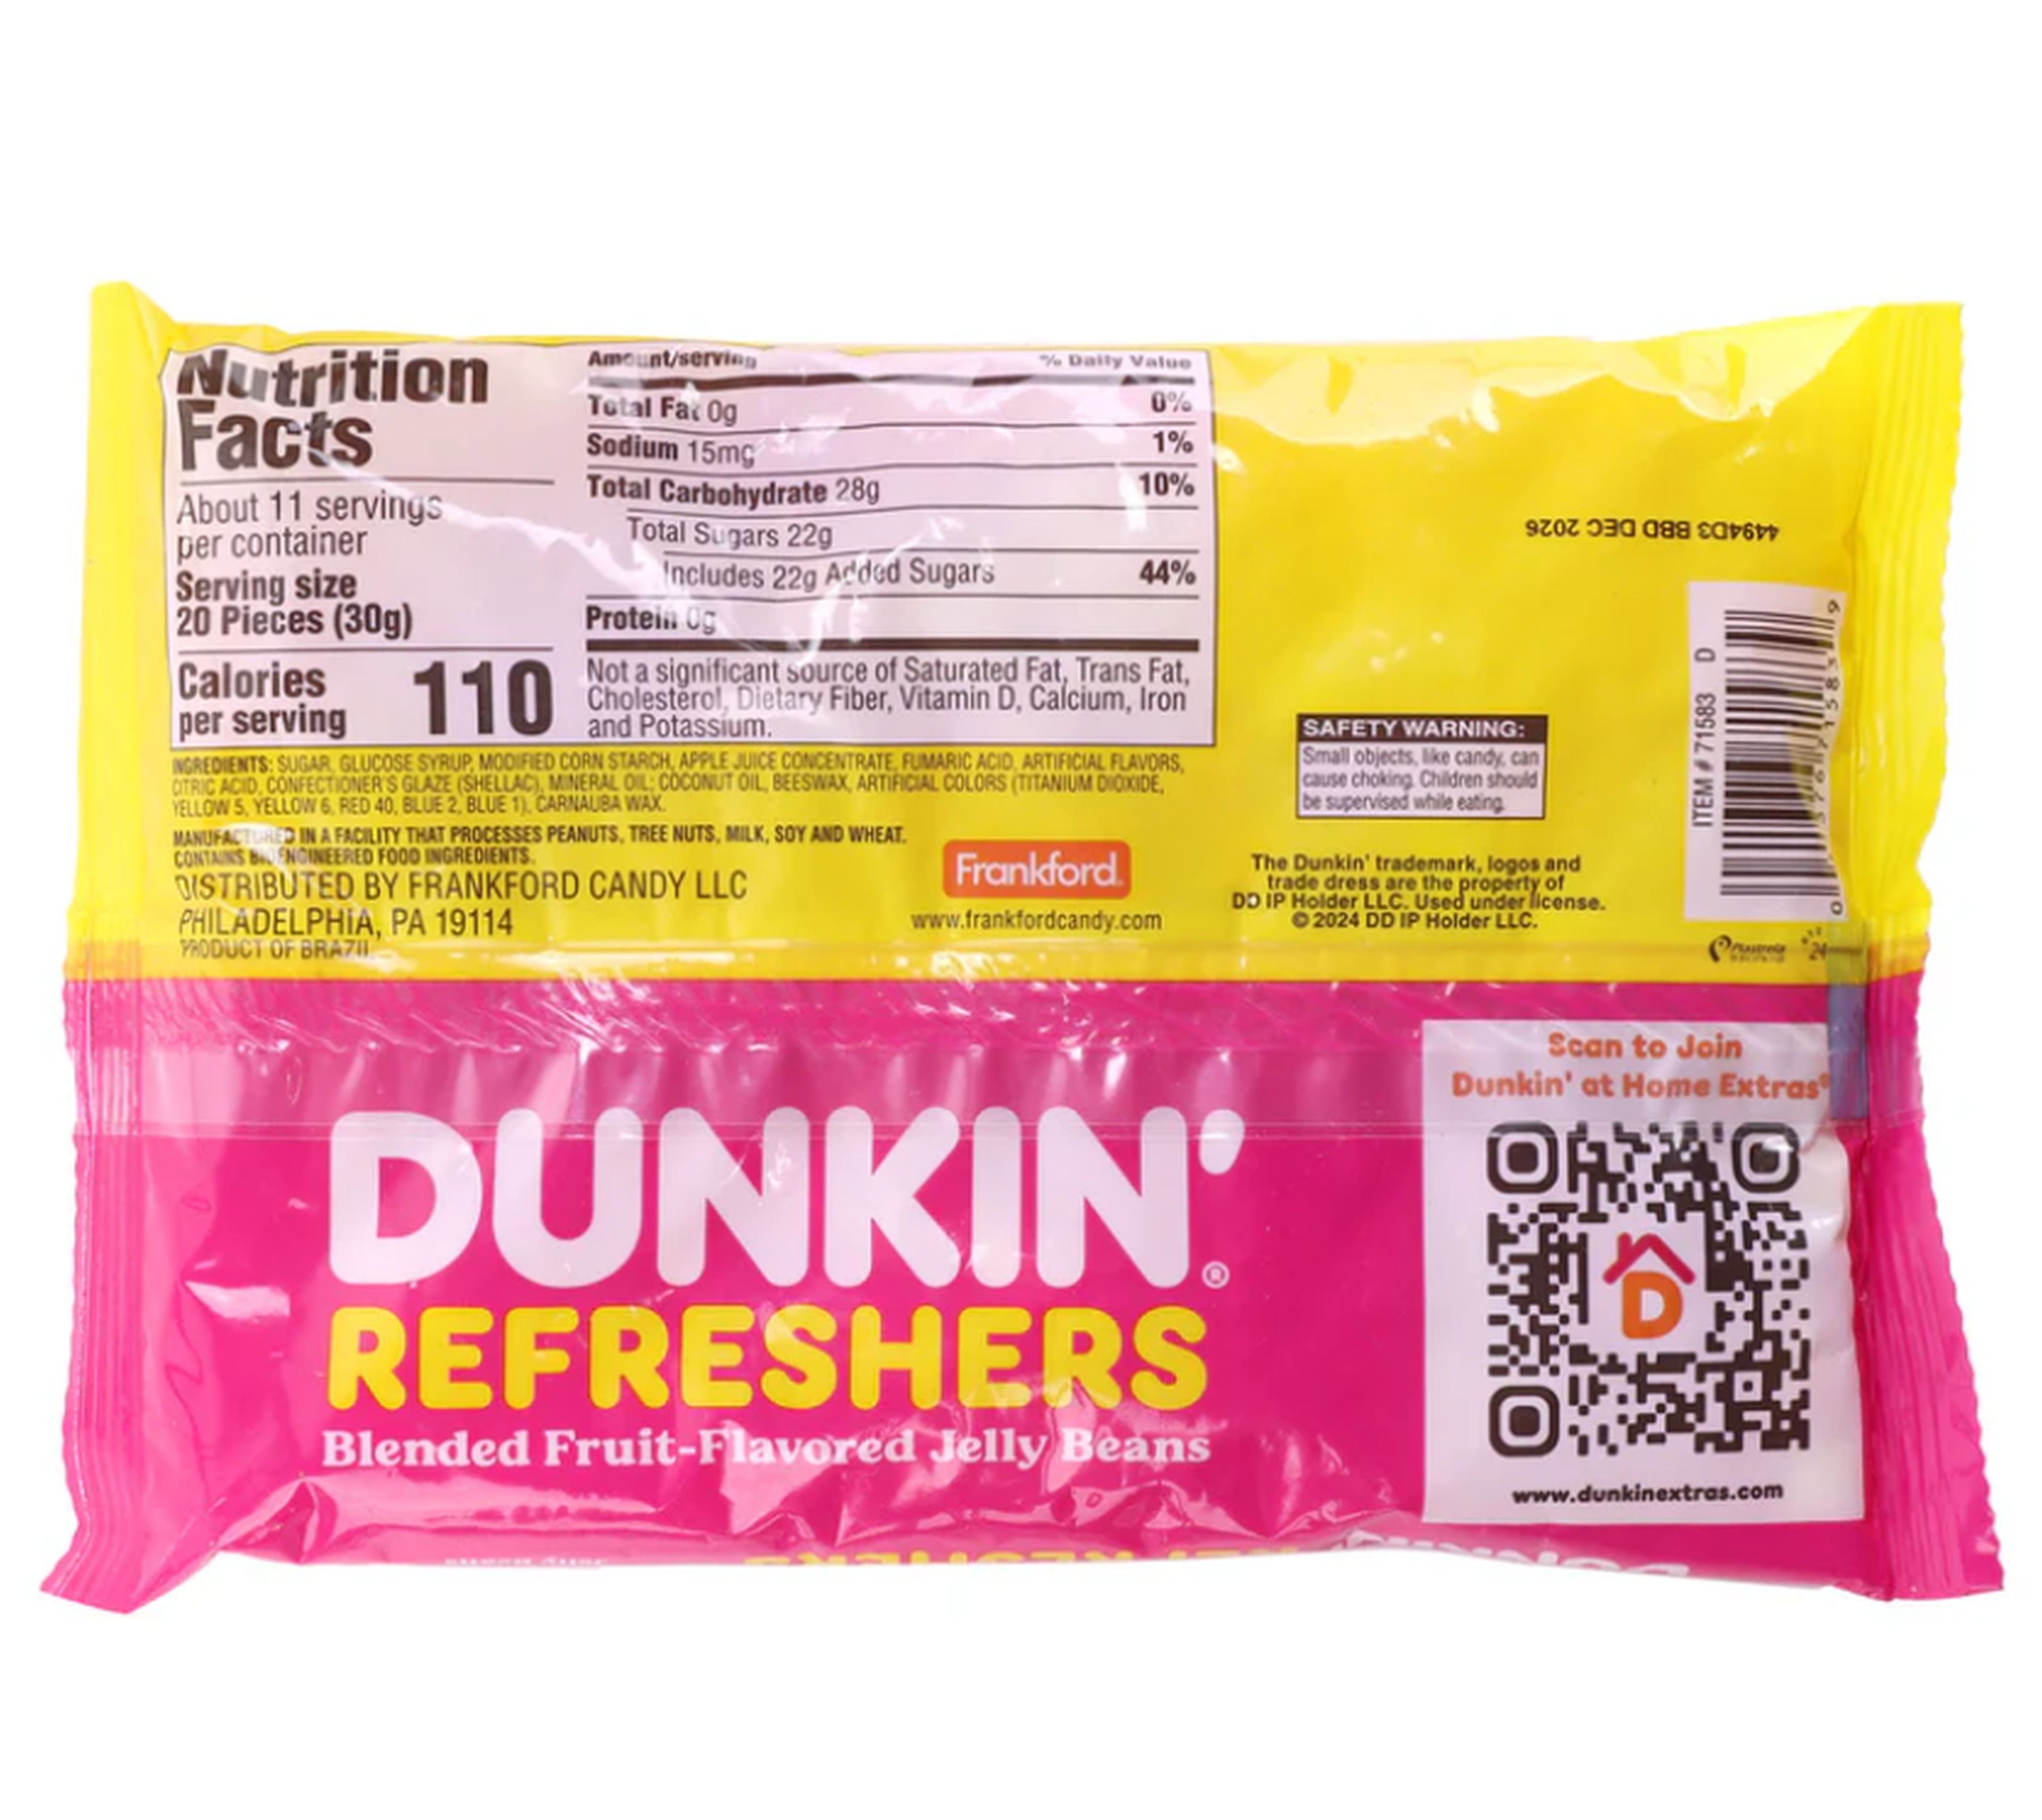 Nutrition
Facts
About 11 servings
per container
Serving size
20 Pieces (30g)
Calories
per serving 110
Amount/serving % Daily Value
Total Fat 0g 0%
Sodium 15mg 1%
Total Carbohydrate 28g 10%
Total Sugars 22g
Includes 22g Added Sugars 44%
Protein 0g
Not a significant source of Saturated Fat, Trans Fat,
Cholesterol, Dietary Fiber, Vitamin D, Calcium, Iron
and Potassium.
INGREDIENTS: SUGAR, GLUCOSE SYRUP, MODIFIED CORN STARCH, APPLE JUICE CONCENTRATE, FUMARIC ACID, ARTIFICIAL FLAVORS,
CITRIC ACID, CONFECTIONER'S GLAZE (SHELLAC), MINERAL OIL; COCONUT OIL, BEESWAX, ARTIFICIAL COLORS (TITANIUM DIOXIDE,
YELLOW 5, YELLOW 6, RED 40, BLUE 2, BLUE 1), CARNAUBA WAX.
MANUFACTURED IN A FACILITY THAT PROCESSES PEANUTS, TREE NUTS, MILK, SOY AND WHEAT.
CONTAINS BIOENGINEERED FOOD INGREDIENTS.
DISTRIBUTED BY FRANKFORD CANDY LLC
PHILADELPHIA, PA 19114
PRODUCT OF BRAZIL
Frankford
www.frankfordcandy.com
4494D3 BBD DEC 2026
SAFETY WARNING:
Small objects, like candy, can
cause choking. Children should
be supervised while eating.
The Dunkin' trademark, logos and
trade dress are the property of
DD IP Holder LLC. Used under license.
© 2024 DD IP Holder LLC.
ITEM # 71583 D
DUNKIN'®
REFRESHERS
Blended Fruit-Flavored Jelly Beans
Scan to Join
Dunkin' at Home Extras®
D
www.dunkinextras.com